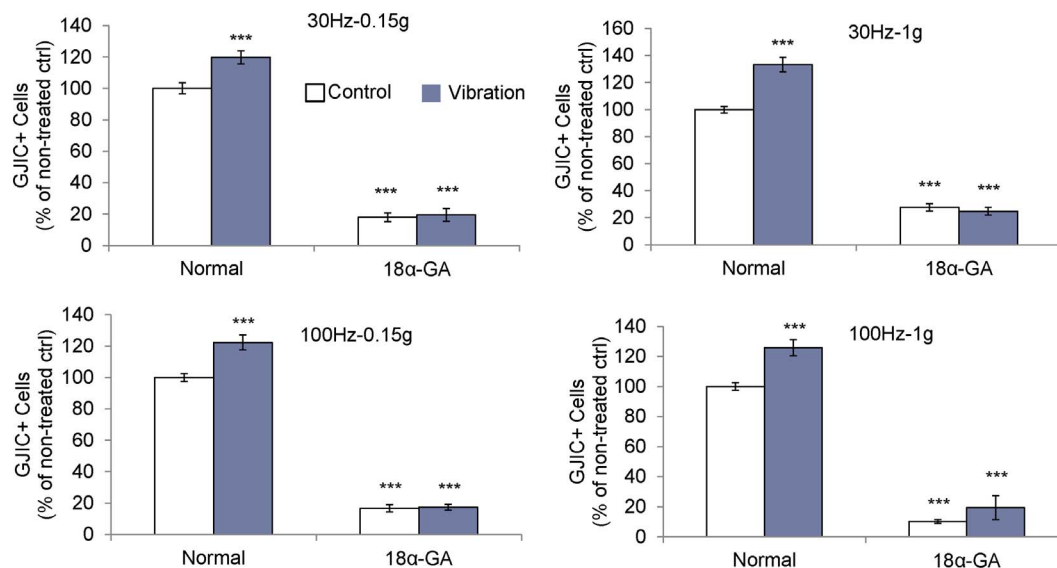 30Hz-0.15g
GJIC+ Cells
(% of non-treated ctrl)
140
120
100
80
60
40
20
0
***
***
***
Control
Vibration
Normal
18α-GA
30Hz-1g
GJIC+ Cells
(% of non-treated ctrl)
160
140
120
100
80
60
40
20
0
***
***
***
Normal
18α-GA
100Hz-0.15g
GJIC+ Cells
(% of non-treated ctrl)
140
120
100
80
60
40
20
0
***
***
***
Normal
18α-GA
100Hz-1g
GJIC+ Cells
(% of non-treated ctrl)
140
120
100
80
60
40
20
0
***
***
***
Normal
18α-GA